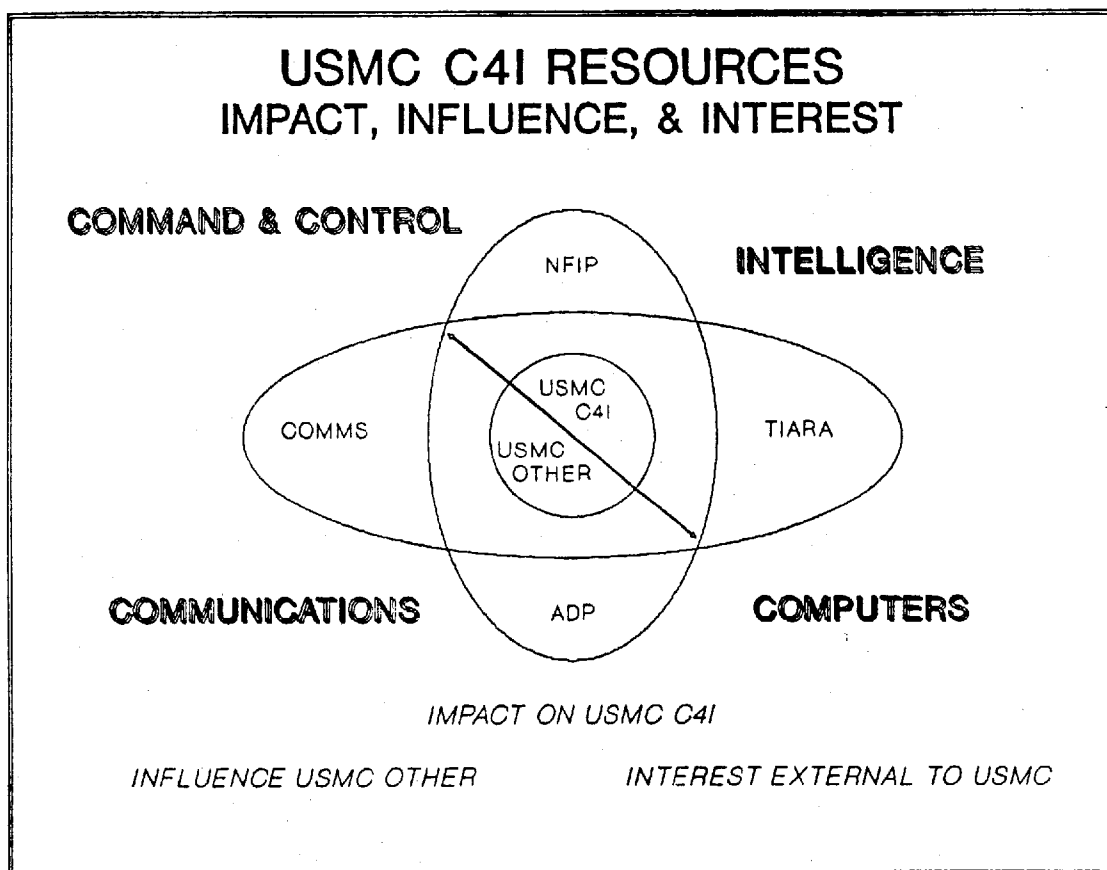 USMC C4I RESOURCES
IMPACT, INFLUENCE, & INTEREST
COMMAND & CONTROL
INTELLIGENCE
NFIP
USMC
C4I
COMMS
TIARA
USMC
OTHER
COMMUNICATIONS
COMPUTERS
ADP
IMPACT ON USMC C4I
INFLUENCE USMC OTHER
INTEREST EXTERNAL TO USMC